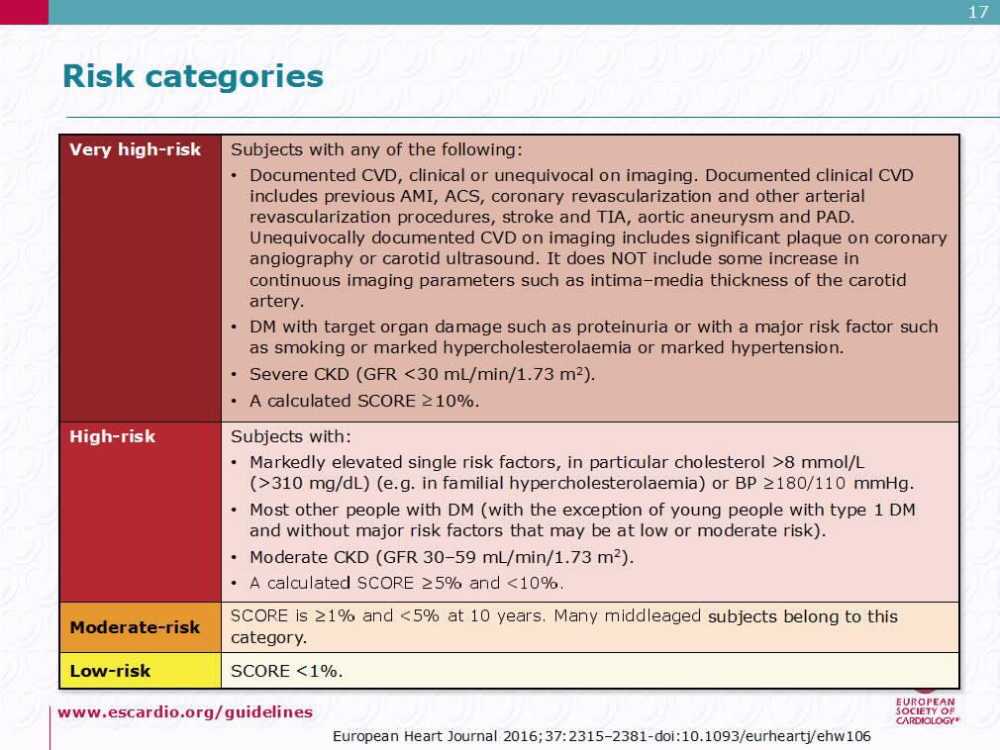 17
Risk categories
Very high-risk
Subjects with any of the following:
• Documented CVD, clinical or unequivocal on imaging. Documented clinical CVD
includes previous AMI, ACS, coronary revascularization and other arterial
revascularization procedures, stroke and TIA, aortic aneurysm and PAD.
Unequivocally documented CVD on imaging includes significant plaque on coronary
angiography or carotid ultrasound. It does NOT include some increase in
continuous imaging parameters such as intima–media thickness of the carotid
artery.
• DM with target organ damage such as proteinuria or with a major risk factor such
as smoking or marked hypercholesterolaemia or marked hypertension.
• Severe CKD (GFR <30 mL/min/1.73 m²).
• A calculated SCORE ≥10%.
High-risk
Subjects with:
• Markedly elevated single risk factors, in particular cholesterol >8 mmol/L
(>310 mg/dL) (e.g. in familial hypercholesterolaemia) or BP ≥180/110 mmHg.
• Most other people with DM (with the exception of young people with type 1 DM
and without major risk factors that may be at low or moderate risk).
• Moderate CKD (GFR 30–59 mL/min/1.73 m²).
• A calculated SCORE ≥5% and <10%.
Moderate-risk
SCORE is ≥1% and <5% at 10 years. Many middleaged subjects belong to this
category.
Low-risk
SCORE <1%.
www.escardio.org/guidelines
EUROPEAN
SOCIETY OF
CARDIOLOGY®
European Heart Journal 2016;37:2315–2381-doi:10.1093/eurheartj/ehw106